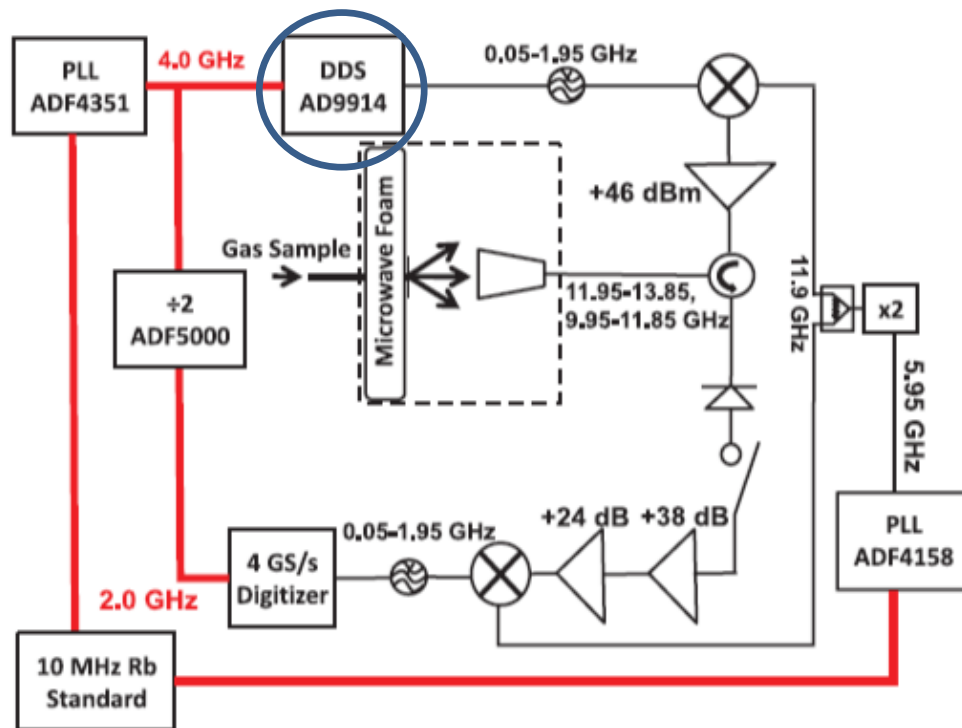 PLL
ADF4351
4.0 GHz
DDS
AD9914
0.05-1.95 GHz
+46 dBm
Microwave Foam
Gas Sample
11.95-13.85,
9.95-11.85 GHz
11.9 GHz
x2
÷2
ADF5000
5.95 GHz
+24 dB
+38 dB
PLL
ADF4158
0.05-1.95 GHz
4 GS/s
Digitizer
2.0 GHz
10 MHz Rb
Standard